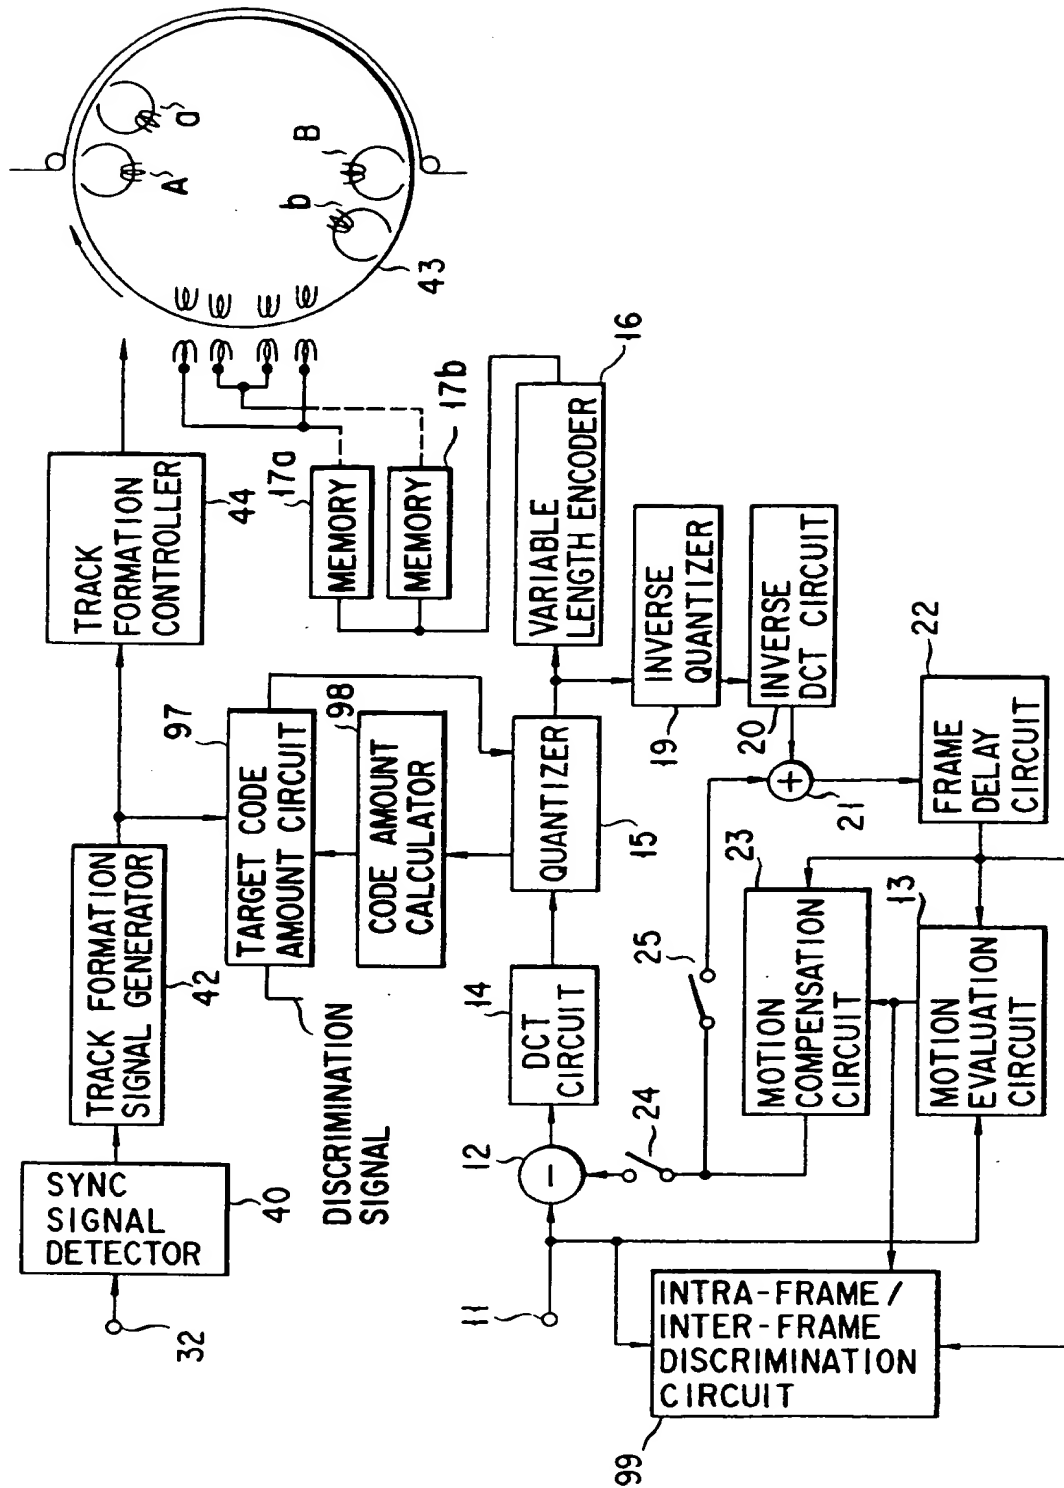 32
SYNC
SIGNAL
DETECTOR
40
TRACK FORMATION
SIGNAL GENERATOR
42
TRACK
FORMATION
CONTROLLER
44
A
a
B
b
43
DISCRIMINATION
SIGNAL
TARGET CODE
AMOUNT CIRCUIT
97
CODE AMOUNT
CALCULATOR
98
MEMORY
17a
MEMORY
17b
11
12
DCT
CIRCUIT
14
QUANTIZER
15
VARIABLE
LENGTH ENCODER
16
24
25
INVERSE
QUANTIZER
19
INVERSE
DCT CIRCUIT
20
21
FRAME
DELAY
CIRCUIT
22
MOTION
COMPENSATION
CIRCUIT
23
MOTION
EVALUATION
CIRCUIT
13
INTRA-FRAME/
INTER-FRAME
DISCRIMINATION
CIRCUIT
99